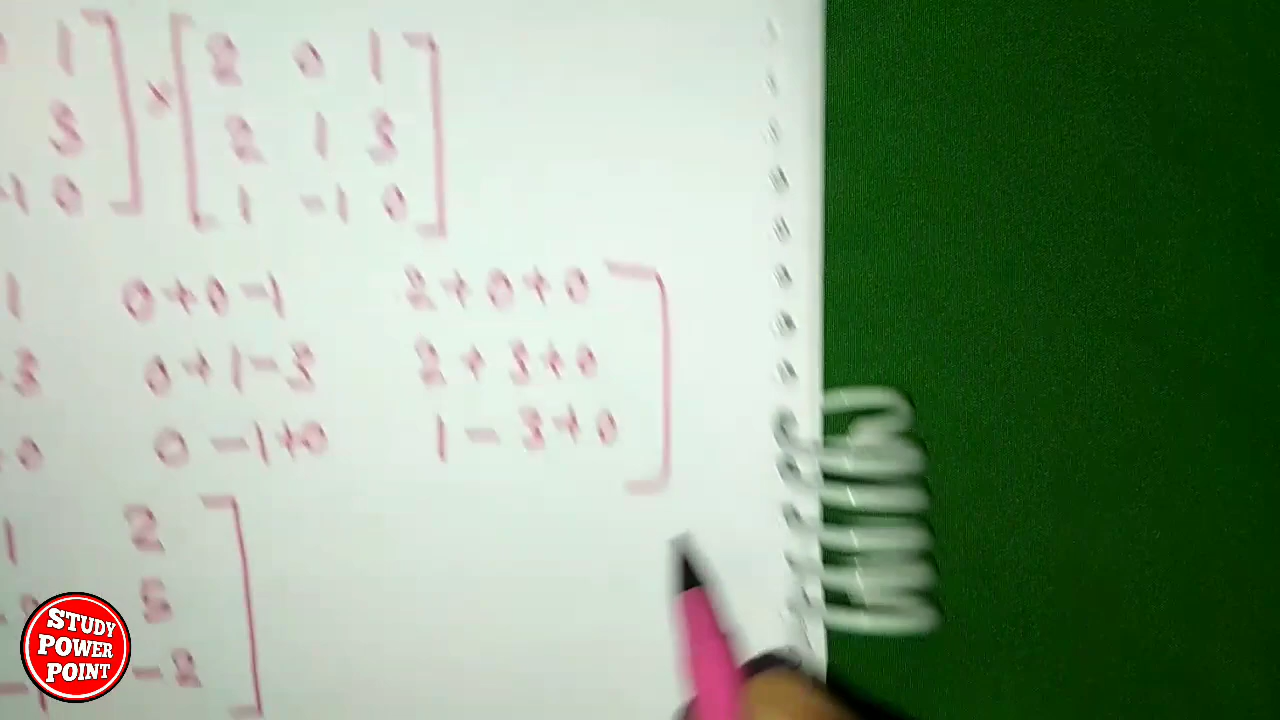 1 ] × [ 2 0 1 ]
3 2 1 3
-1 0 1 -1 0
1 0+0-1 2+0+0 ]
3 0+1-3 2+3+0
0 0-1+0 1-3+0
1 2 ]
5
-2
STUDY
POWER
POINT